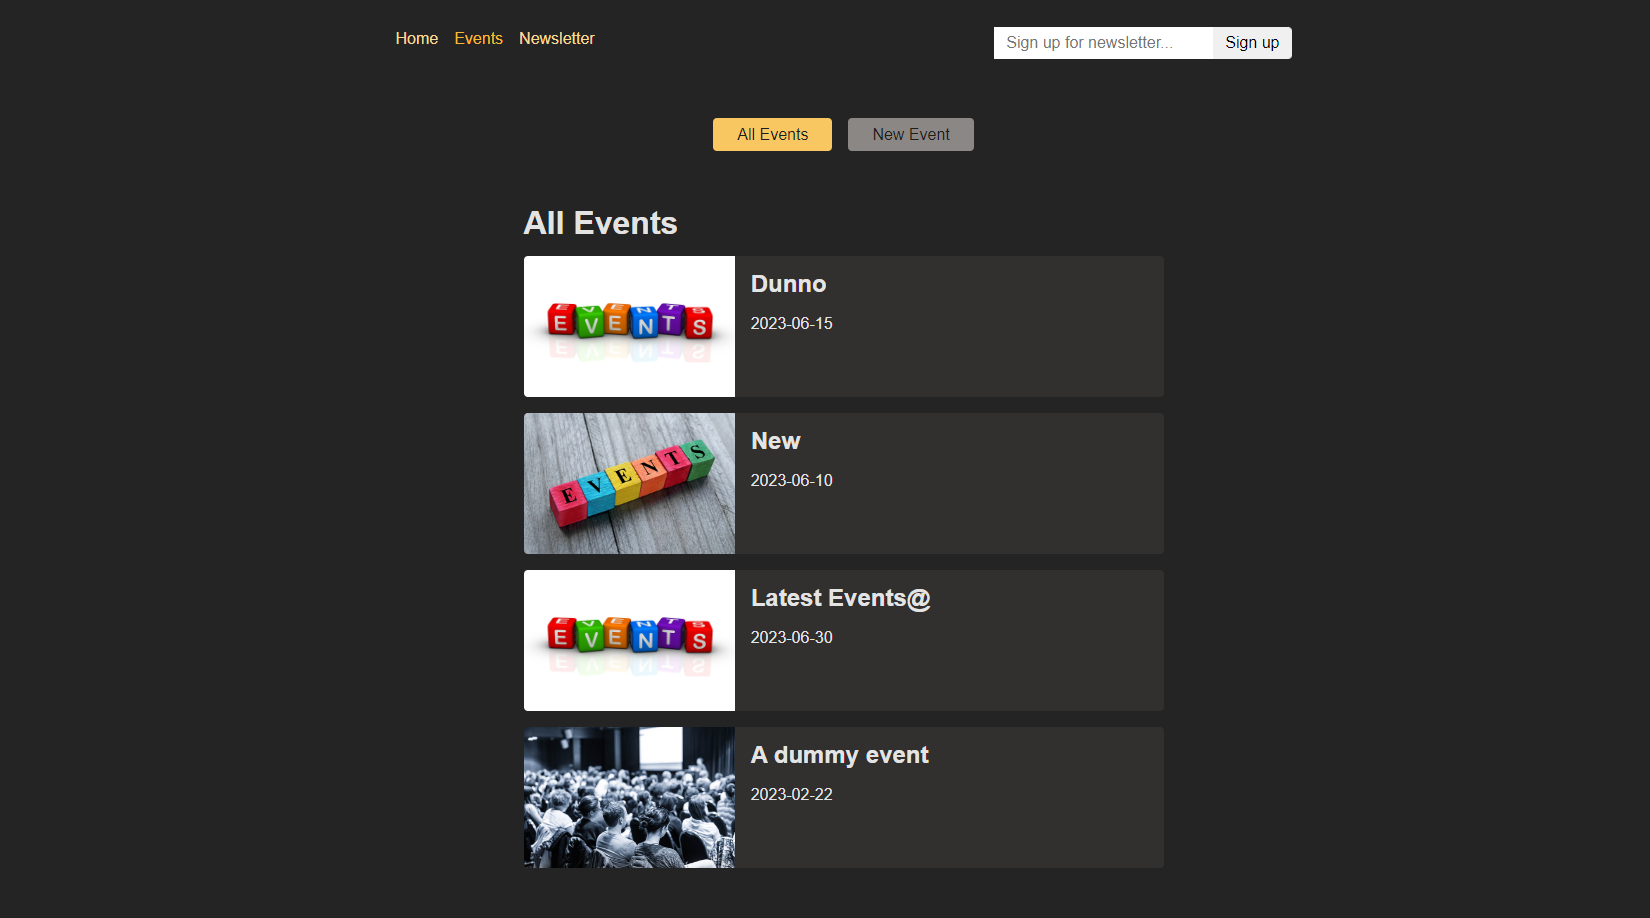 Home Events Newsletter
Sign up for newsletter... Sign up
All Events New Event
All Events
EVENTS
Dunno
2023-06-15
EVENTS
New
2023-06-10
EVENTS
Latest Events@
2023-06-30
A dummy event
2023-02-22